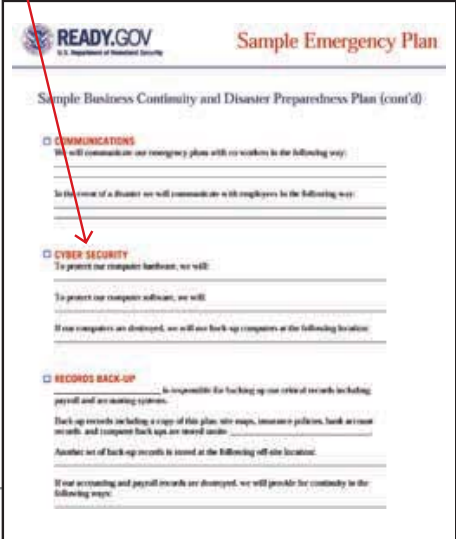 READY.GOV
U.S. Department of Homeland Security
Sample Emergency Plan
Sample Business Continuity and Disaster Preparedness Plan (cont'd)
COMMUNICATIONS
We will communicate our emergency plans with co-workers in the following way:
In the event of a disaster we will communicate with employees in the following way:
CYBER SECURITY
To protect our computer hardware, we will:
To protect our computer software, we will:
If our computers are destroyed, we will use back-up computers at the following location:
RECORDS BACK-UP
is responsible for backing up our critical records including
payroll and accounting systems.
Back-up records including a copy of this plan, site maps, insurance policies, bank account
records and computer back ups are stored onsite
Another set of back-up records is stored at the following off-site location:
If our accounting and payroll records are destroyed, we will provide for continuity in the
following ways: